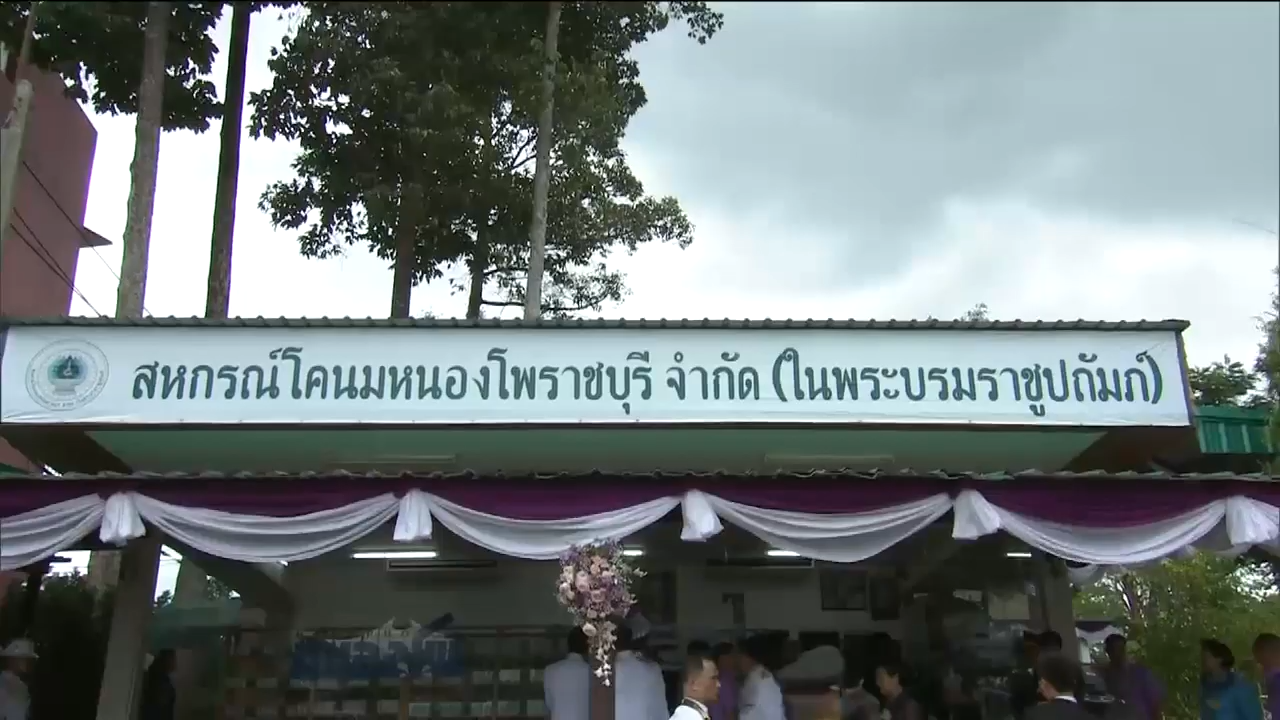 สหกรณ์โคนมหนองโพราชบุรี จำกัด (ในพระบรมราชูปถัมภ์)